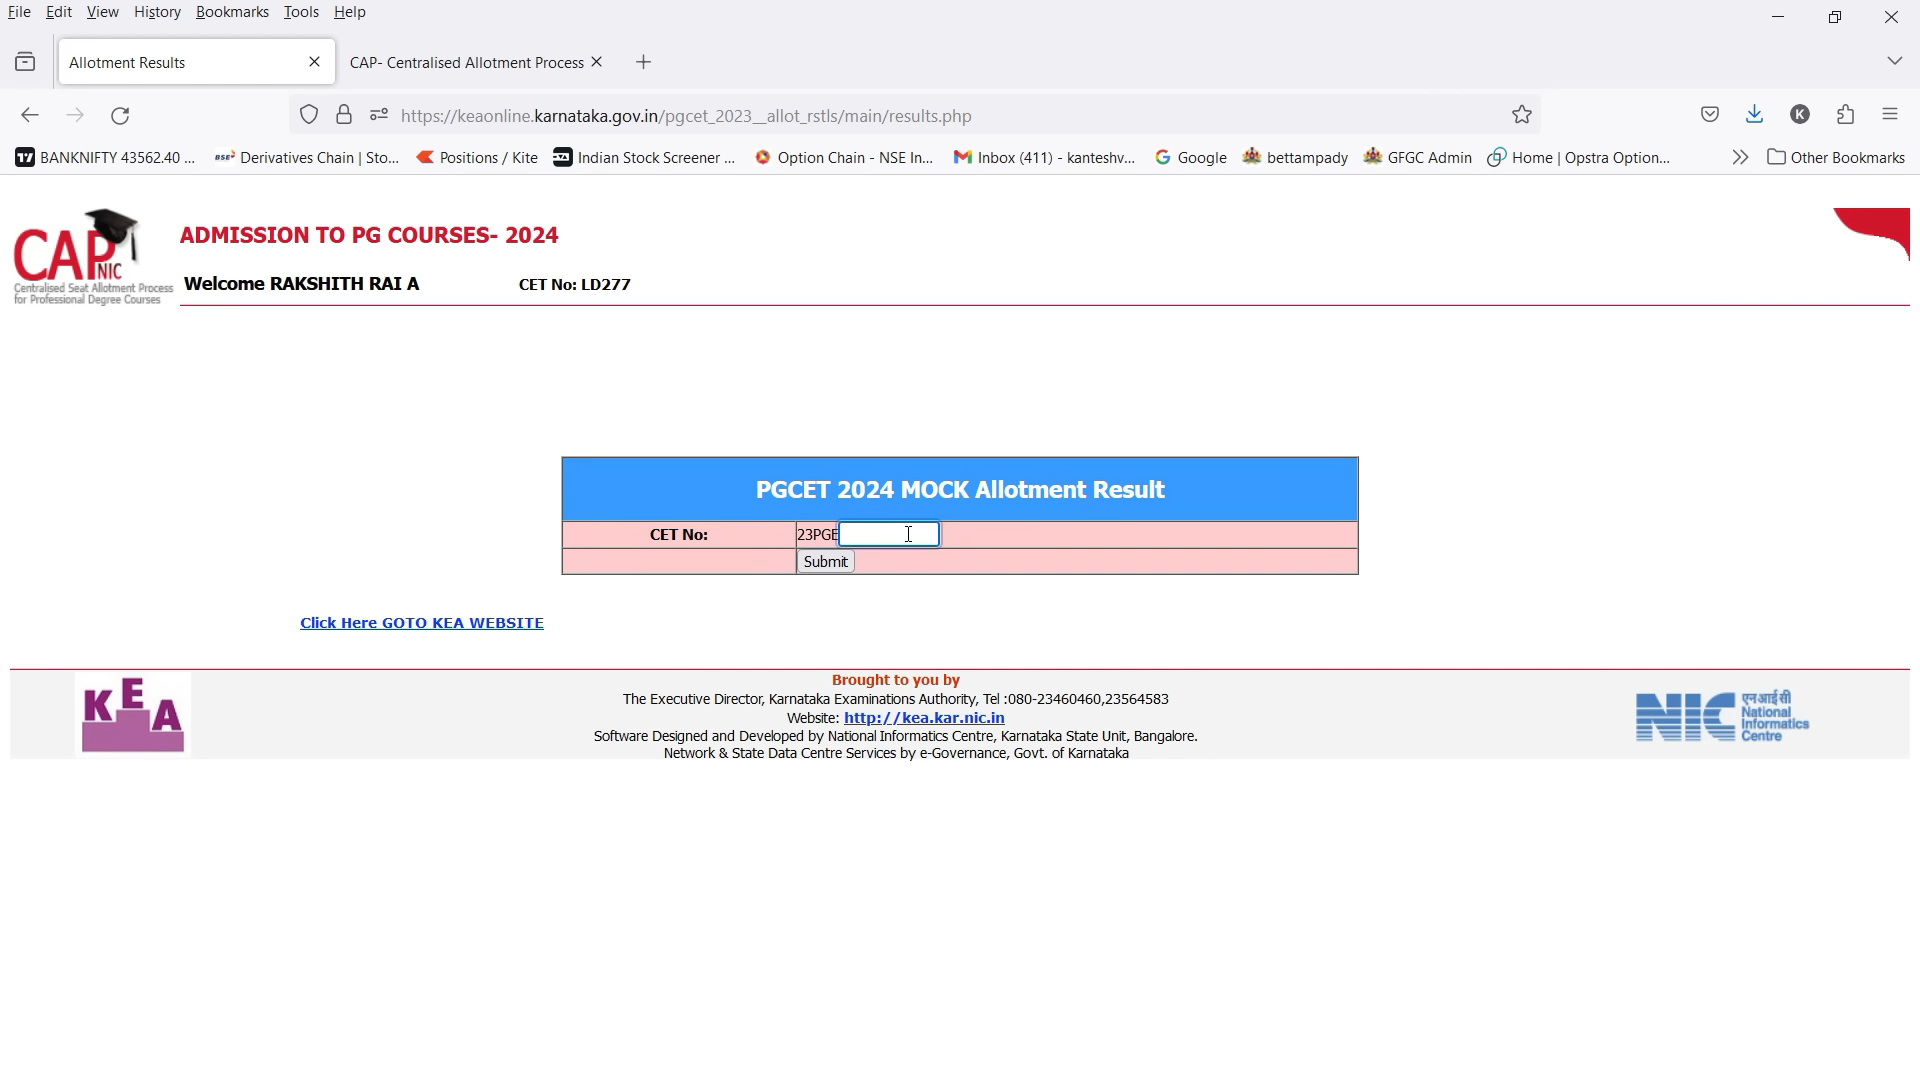 File Edit View History Bookmarks Tools Help
Allotment Results
CAP- Centralised Allotment Process
https://keaonline.karnataka.gov.in/pgcet_2023__allot_rstls/main/results.php
K
17 BANKNIFTY 43562.40 ... BSE Derivatives Chain | Sto... Positions / Kite Indian Stock Screener ... Option Chain - NSE In... Inbox (411) - kanteshv... Google bettampady GFGC Admin Home | Opstra Option... Other Bookmarks
CAP NIC
Centralised Seat Allotment Process
for Professional Degree Courses
ADMISSION TO PG COURSES- 2024
Welcome RAKSHITH RAI A CET No: LD277
PGCET 2024 MOCK Allotment Result
CET No: 23PGE
Submit
Click Here GOTO KEA WEBSITE
KEA
Brought to you by
The Executive Director, Karnataka Examinations Authority, Tel :080-23460460,23564583
Website: http://kea.kar.nic.in
Software Designed and Developed by National Informatics Centre, Karnataka State Unit, Bangalore.
Network & State Data Centre Services by e-Governance, Govt. of Karnataka
NIC
एनआईसी
National
Informatics
Centre